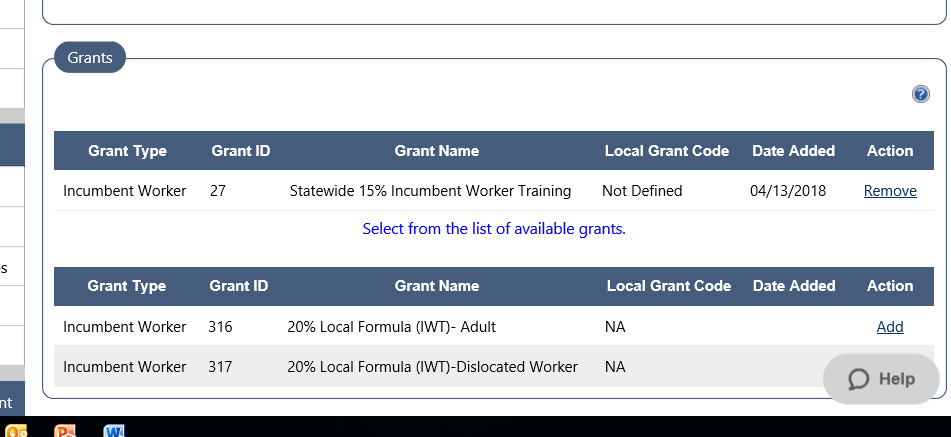 Grants
?
Grant Type Grant ID Grant Name Local Grant Code Date Added Action
Incumbent Worker 27 Statewide 15% Incumbent Worker Training Not Defined 04/13/2018 Remove
Select from the list of available grants.
Grant Type Grant ID Grant Name Local Grant Code Date Added Action
Incumbent Worker 316 20% Local Formula (IWT)- Adult NA Add
s
Incumbent Worker 317 20% Local Formula (IWT)-Dislocated Worker NA
Help
nt